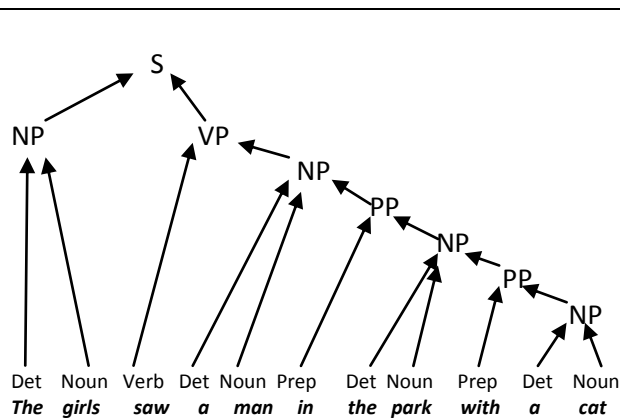 S
NP VP
NP
PP
NP
PP
NP
Det Noun Verb Det Noun Prep Det Noun Prep Det Noun
The girls saw a man in the park with a cat